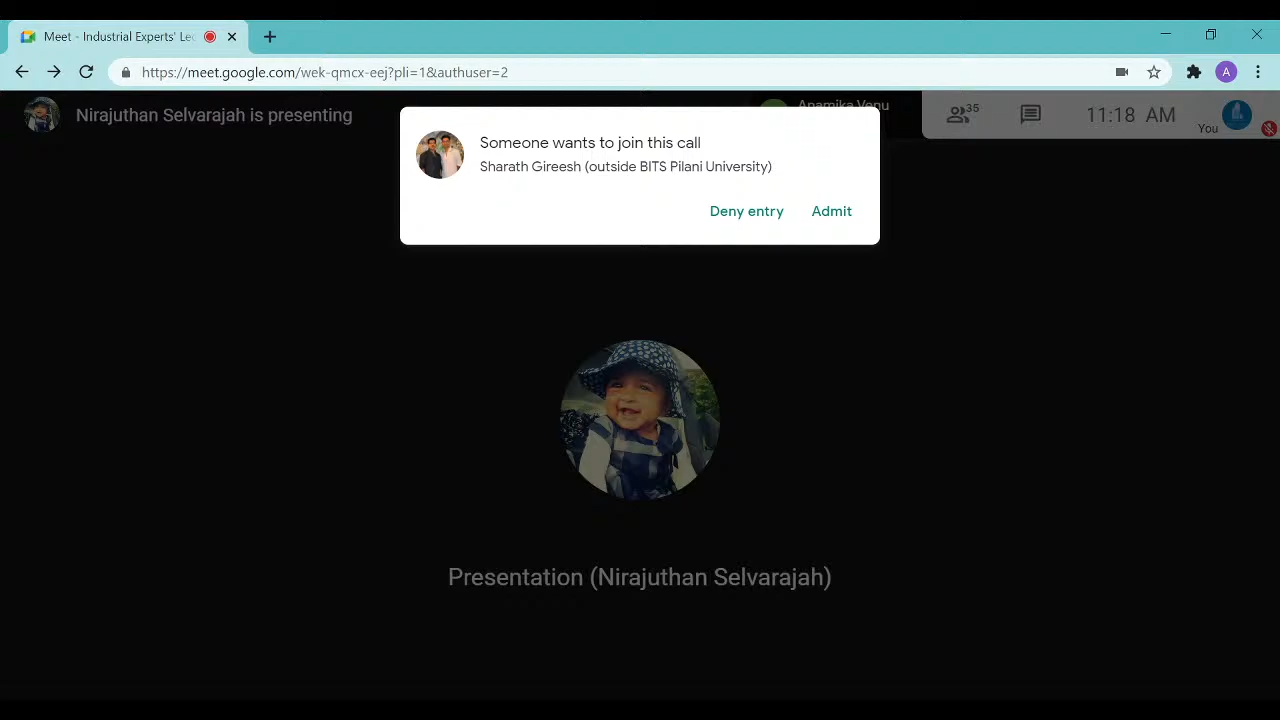 Meet - Industrial Experts' Le
https://meet.google.com/wek-qmcx-eej?pli=1&authuser=2
A
Nirajuthan Selvarajah is presenting
Anamika Venu
35
11:18 AM
You
Someone wants to join this call
Sharath Gireesh (outside BITS Pilani University)
Deny entry Admit
Presentation (Nirajuthan Selvarajah)